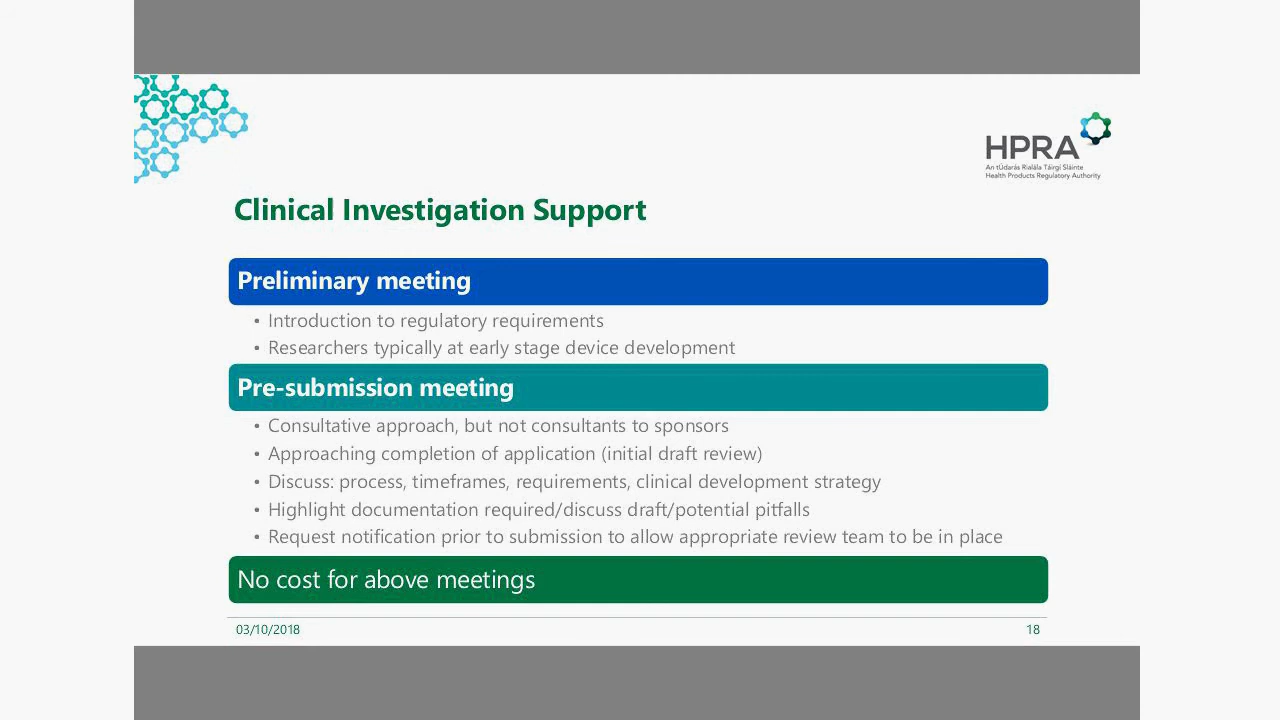 HPRA
An tÚdarás Rialála Táirgí Sláinte
Health Products Regulatory Authority
Clinical Investigation Support
Preliminary meeting
• Introduction to regulatory requirements
• Researchers typically at early stage device development
Pre-submission meeting
• Consultative approach, but not consultants to sponsors
• Approaching completion of application (initial draft review)
• Discuss: process, timeframes, requirements, clinical development strategy
• Highlight documentation required/discuss draft/potential pitfalls
• Request notification prior to submission to allow appropriate review team to be in place
No cost for above meetings
03/10/2018
18